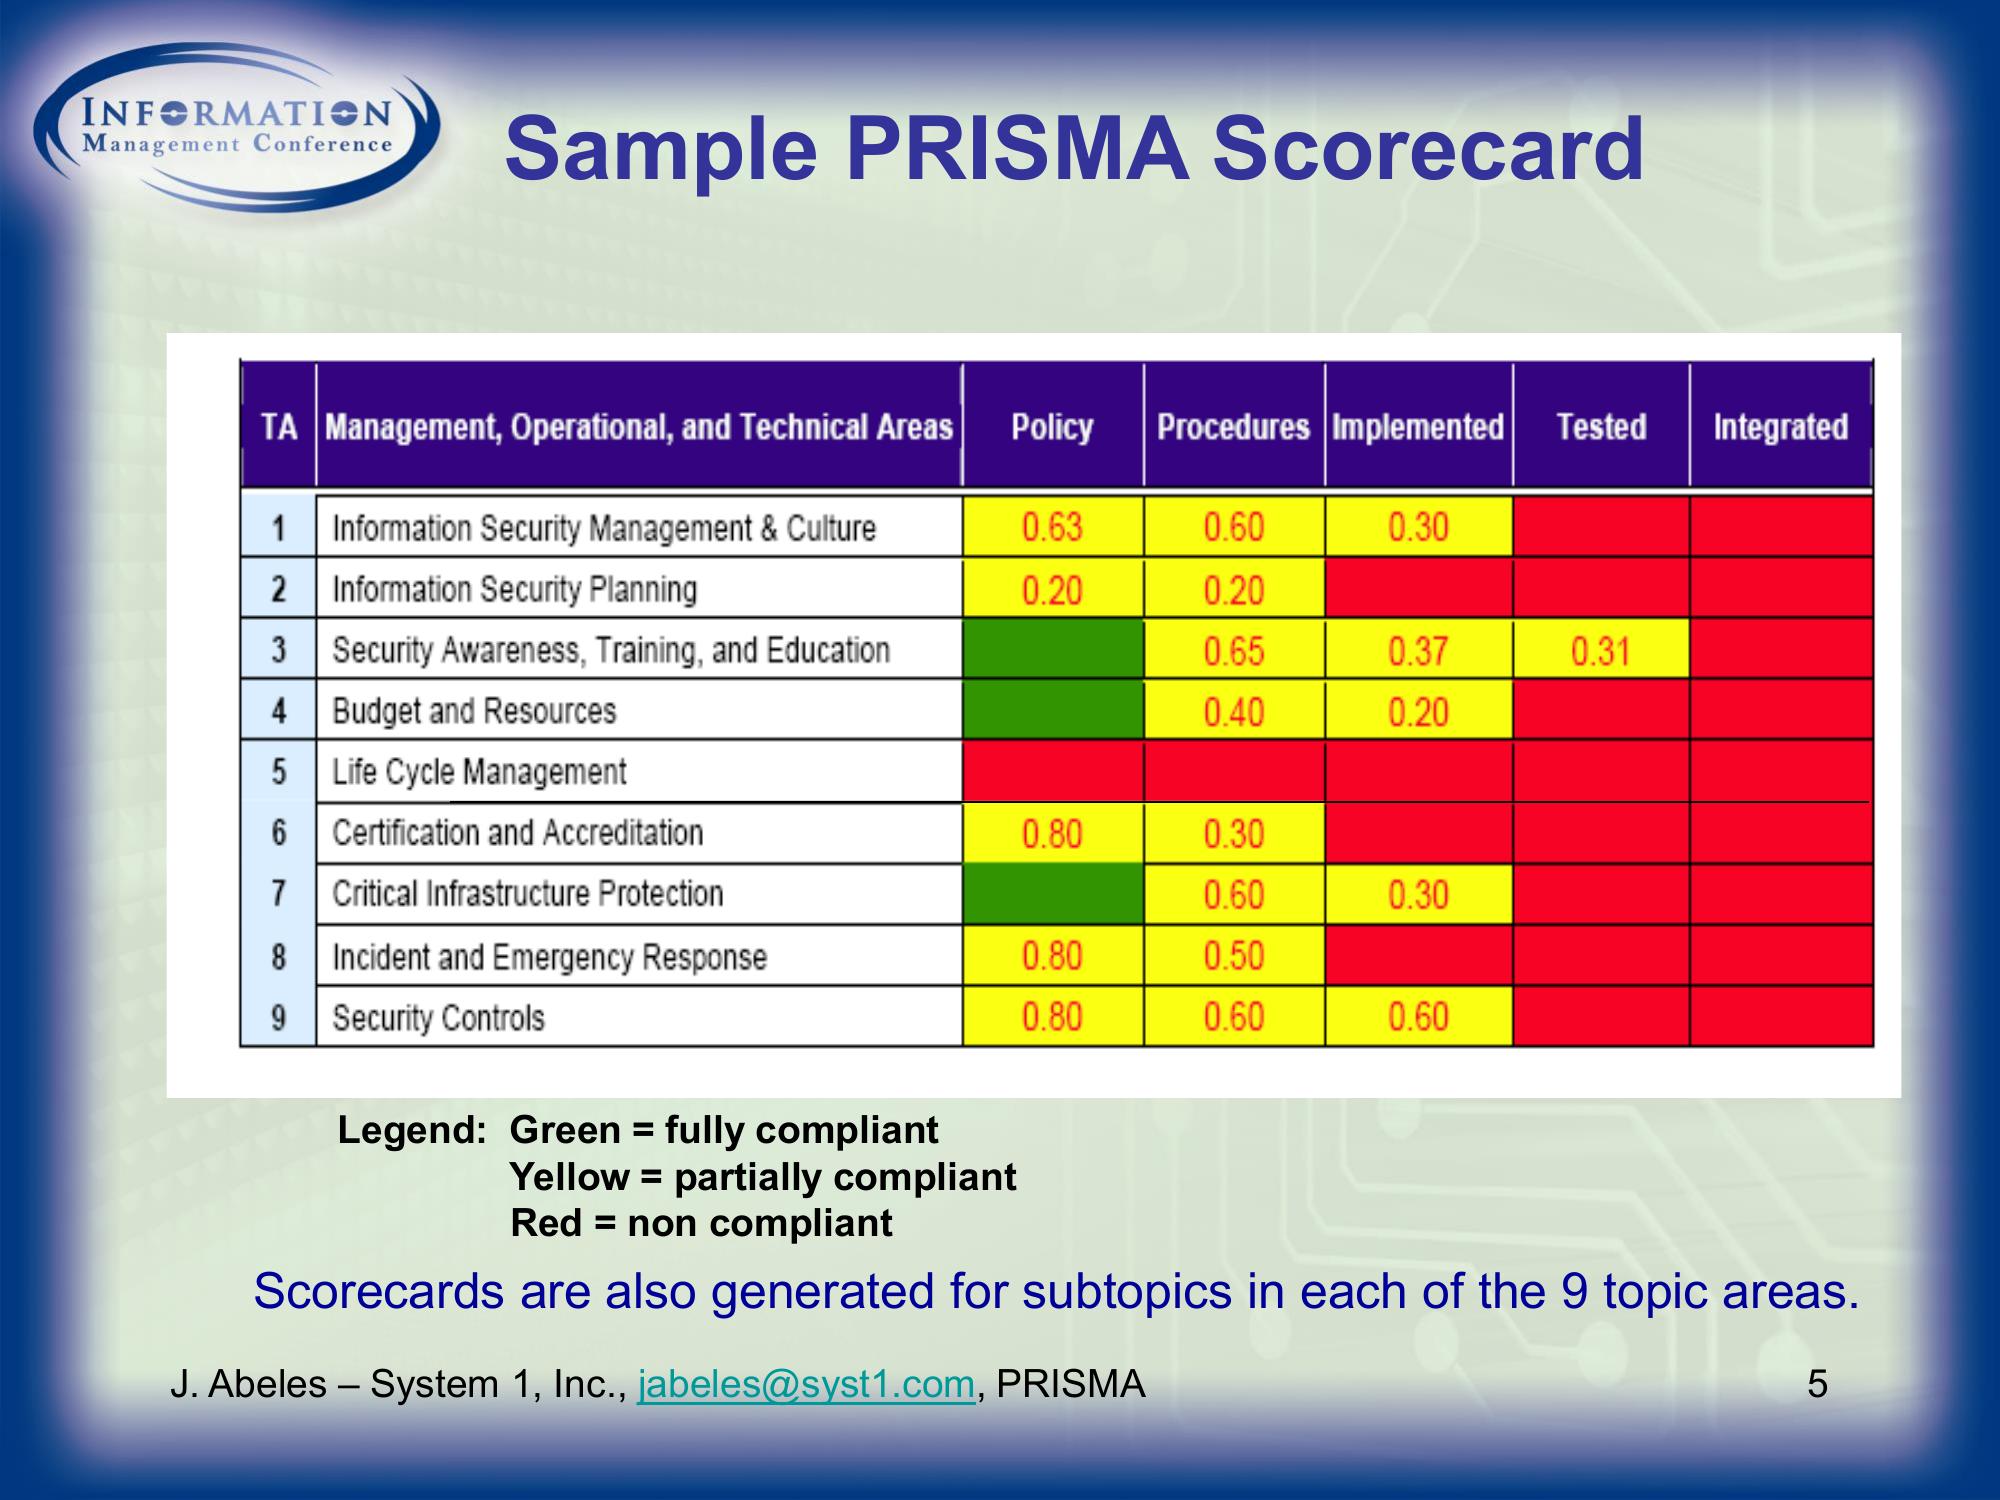 INFORMATION
Management Conference
Sample PRISMA Scorecard
TA Management, Operational, and Technical Areas Policy Procedures Implemented Tested Integrated
1 Information Security Management & Culture 0.63 0.60 0.30
2 Information Security Planning 0.20 0.20
3 Security Awareness, Training, and Education 0.65 0.37 0.31
4 Budget and Resources 0.40 0.20
5 Life Cycle Management
6 Certification and Accreditation 0.80 0.30
7 Critical Infrastructure Protection 0.60 0.30
8 Incident and Emergency Response 0.80 0.50
9 Security Controls 0.80 0.60 0.60
Legend: Green = fully compliant
Yellow = partially compliant
Red = non compliant
Scorecards are also generated for subtopics in each of the 9 topic areas.
J. Abeles – System 1, Inc., jabeles@syst1.com, PRISMA 5